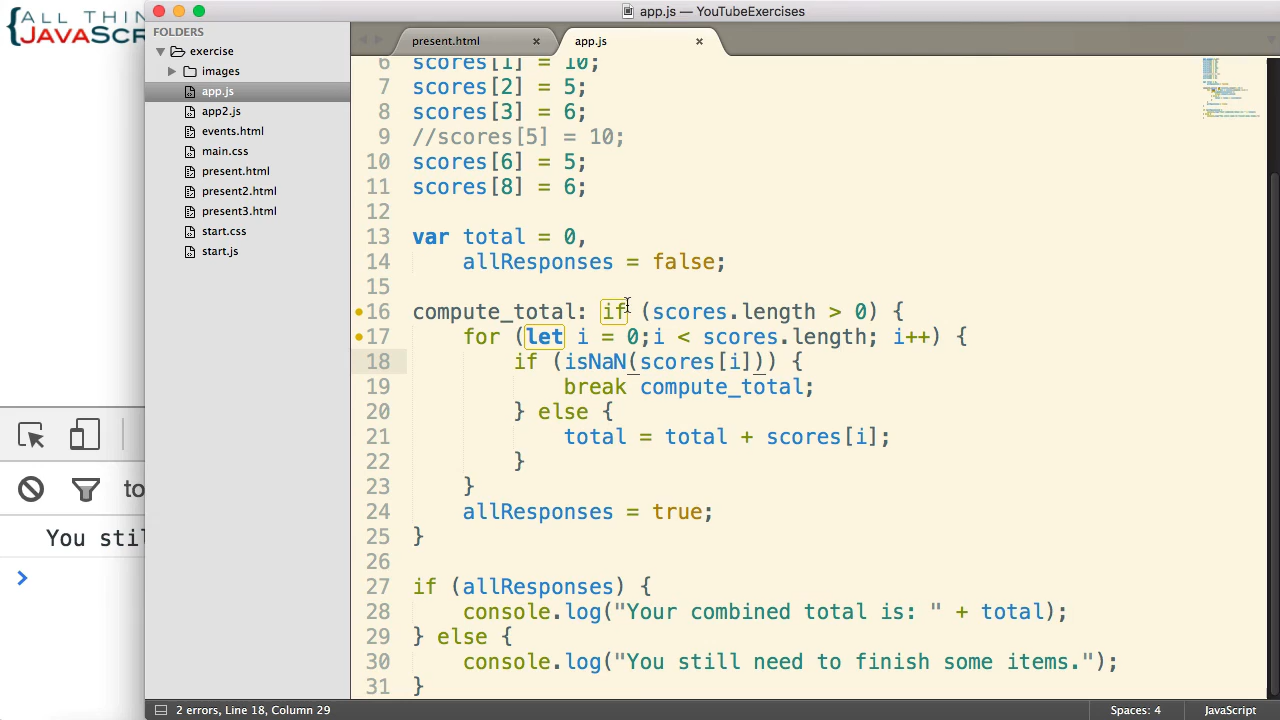 ALL THIN
JAVASCR
app.js — YouTubeExercises
FOLDERS
exercise
images
app.js
app2.js
events.html
main.css
present.html
present2.html
present3.html
start.css
start.js
present.html
app.js
6 scores[1] = 10;
7 scores[2] = 5;
8 scores[3] = 6;
9 //scores[5] = 10;
10 scores[6] = 5;
11 scores[8] = 6;
12
13 var total = 0,
14 allResponses = false;
15
16 compute_total: if (scores.length > 0) {
17 for (let i = 0;i < scores.length; i++) {
18 if (isNaN(scores[i])) {
19 break compute_total;
20 } else {
21 total = total + scores[i];
22 }
23 }
24 allResponses = true;
25 }
26
27 if (allResponses) {
28 console.log("Your combined total is: " + total);
29 } else {
30 console.log("You still need to finish some items.");
31 }
to
You stil
2 errors, Line 18, Column 29
Spaces: 4
JavaScript